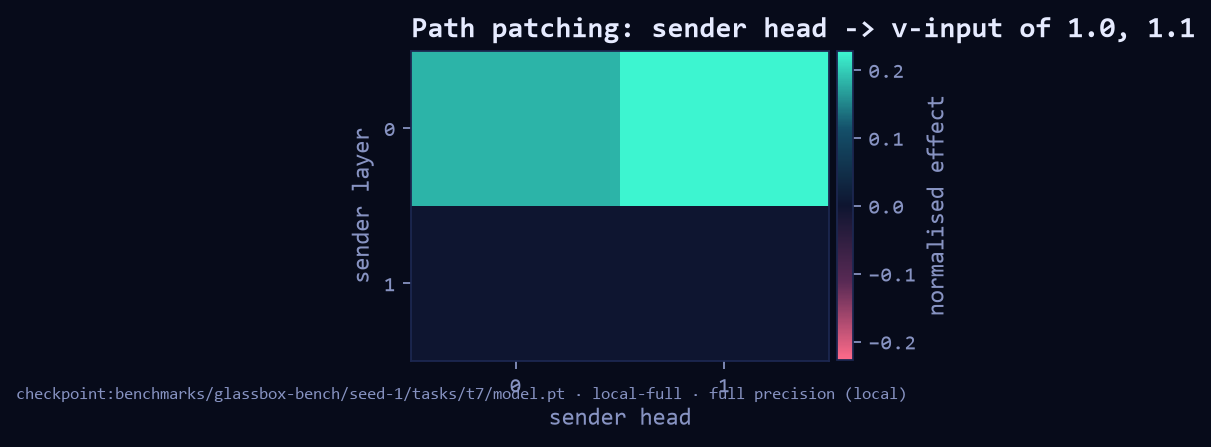 Path patching: sender head -> v-input of 1.0, 1.1
sender layer
0
1
0.2
0.1
0.0
-0.1
-0.2
normalised effect
0
1
checkpoint:benchmarks/glassbox-bench/seed-1/tasks/t7/model.pt · local-full · full precision (local)
sender head